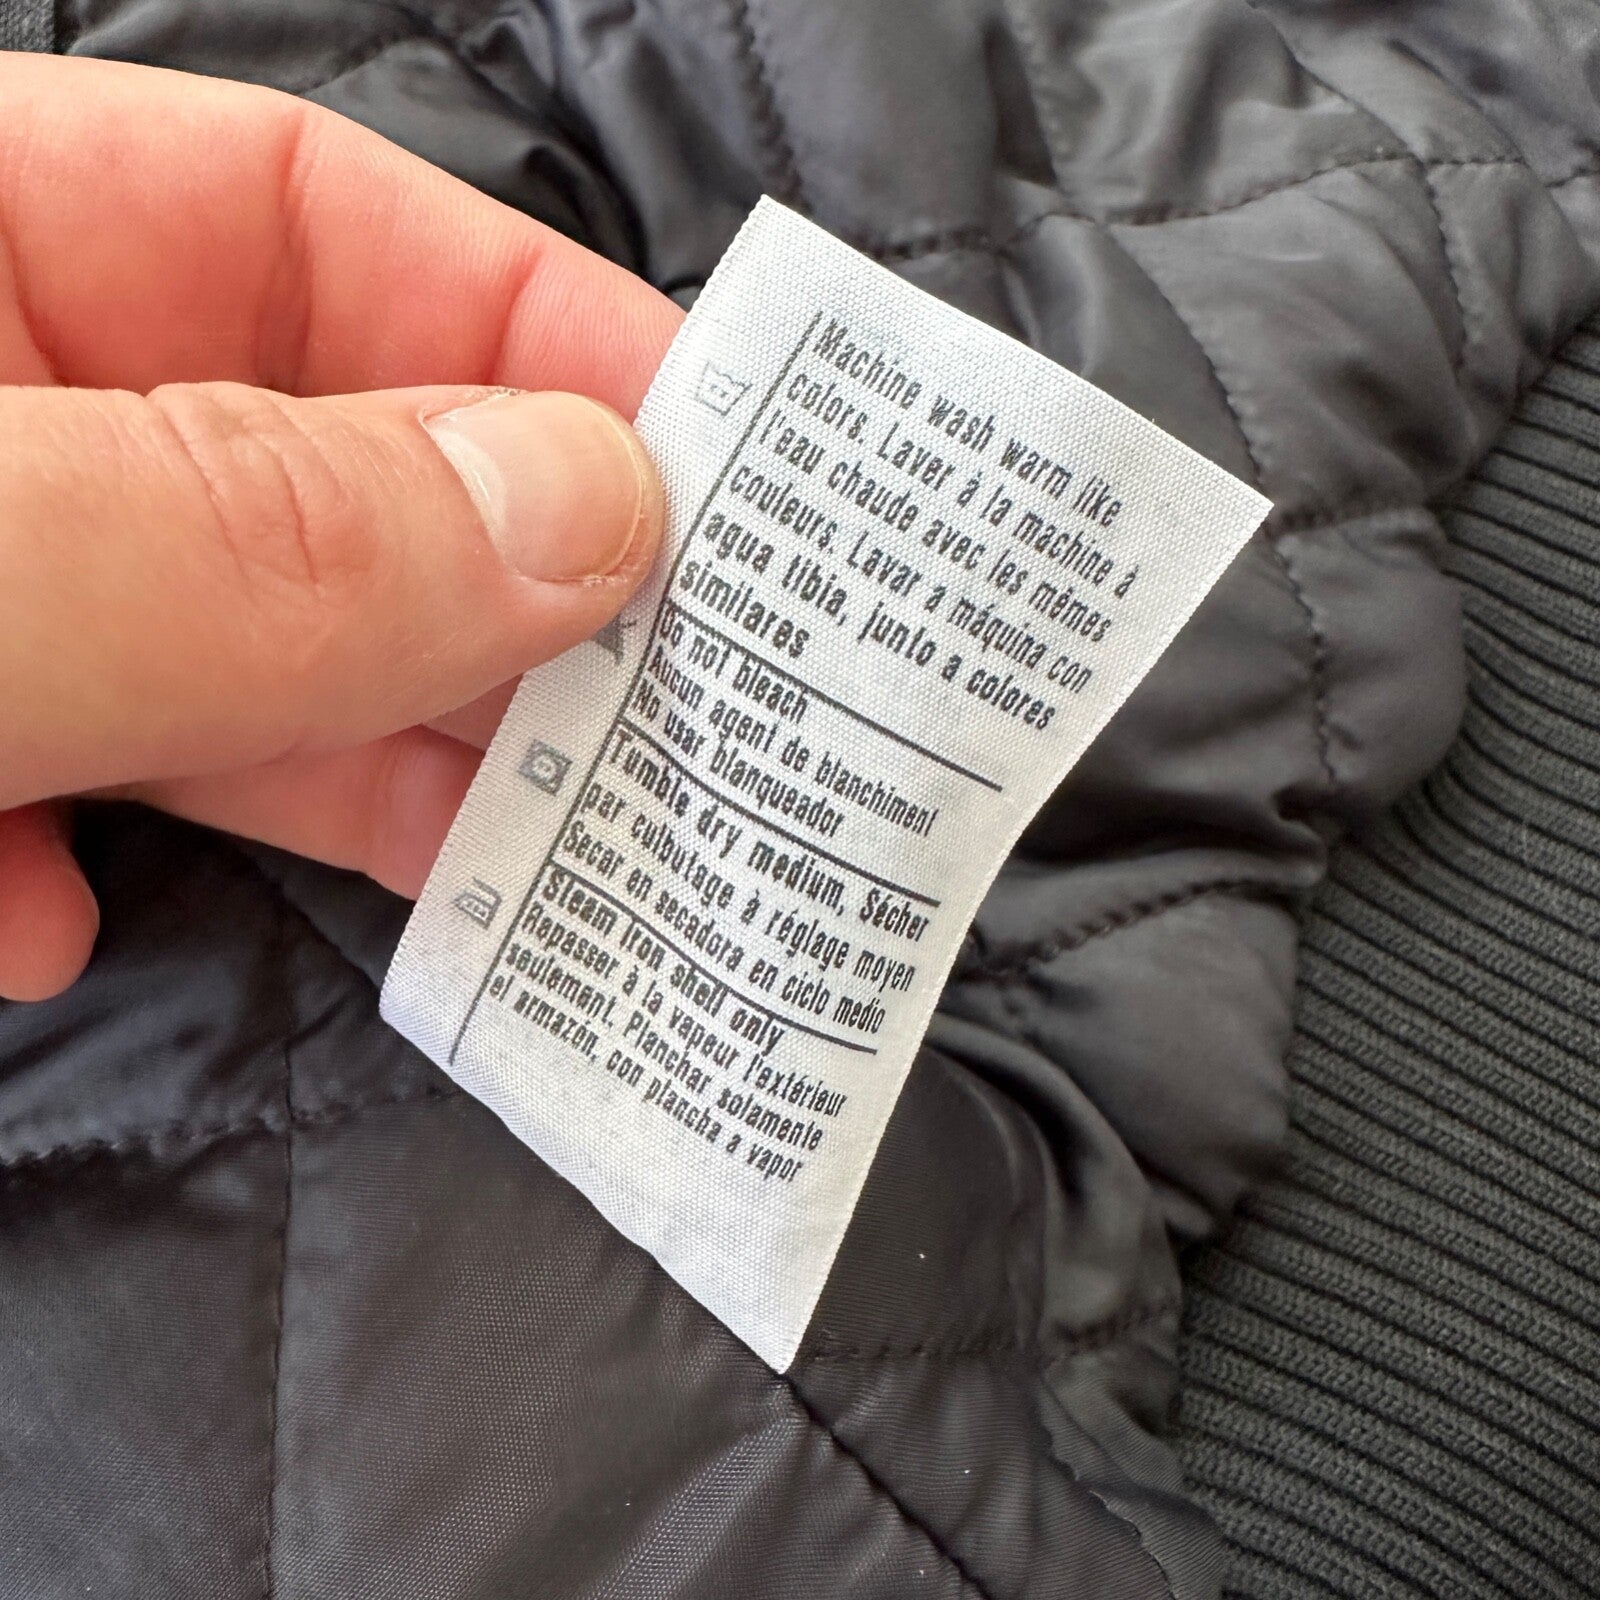 Machine wash warm like
colors. Laver à la machine à
l'eau chaude avec les mêmes
couleurs. Lavar a máquina con
agua tibia, junto a colores
similares
Do not bleach
Aucun agent de blanchiment
No usar blanqueador
Tumble dry medium, Sécher
par culbutage à réglage moyen
Secar en secadora en ciclo medio
Steam Iron shell only
Repasser à la vapeur l'extérieur
seulement. Planchar solamente
el armazón, con plancha a vapor